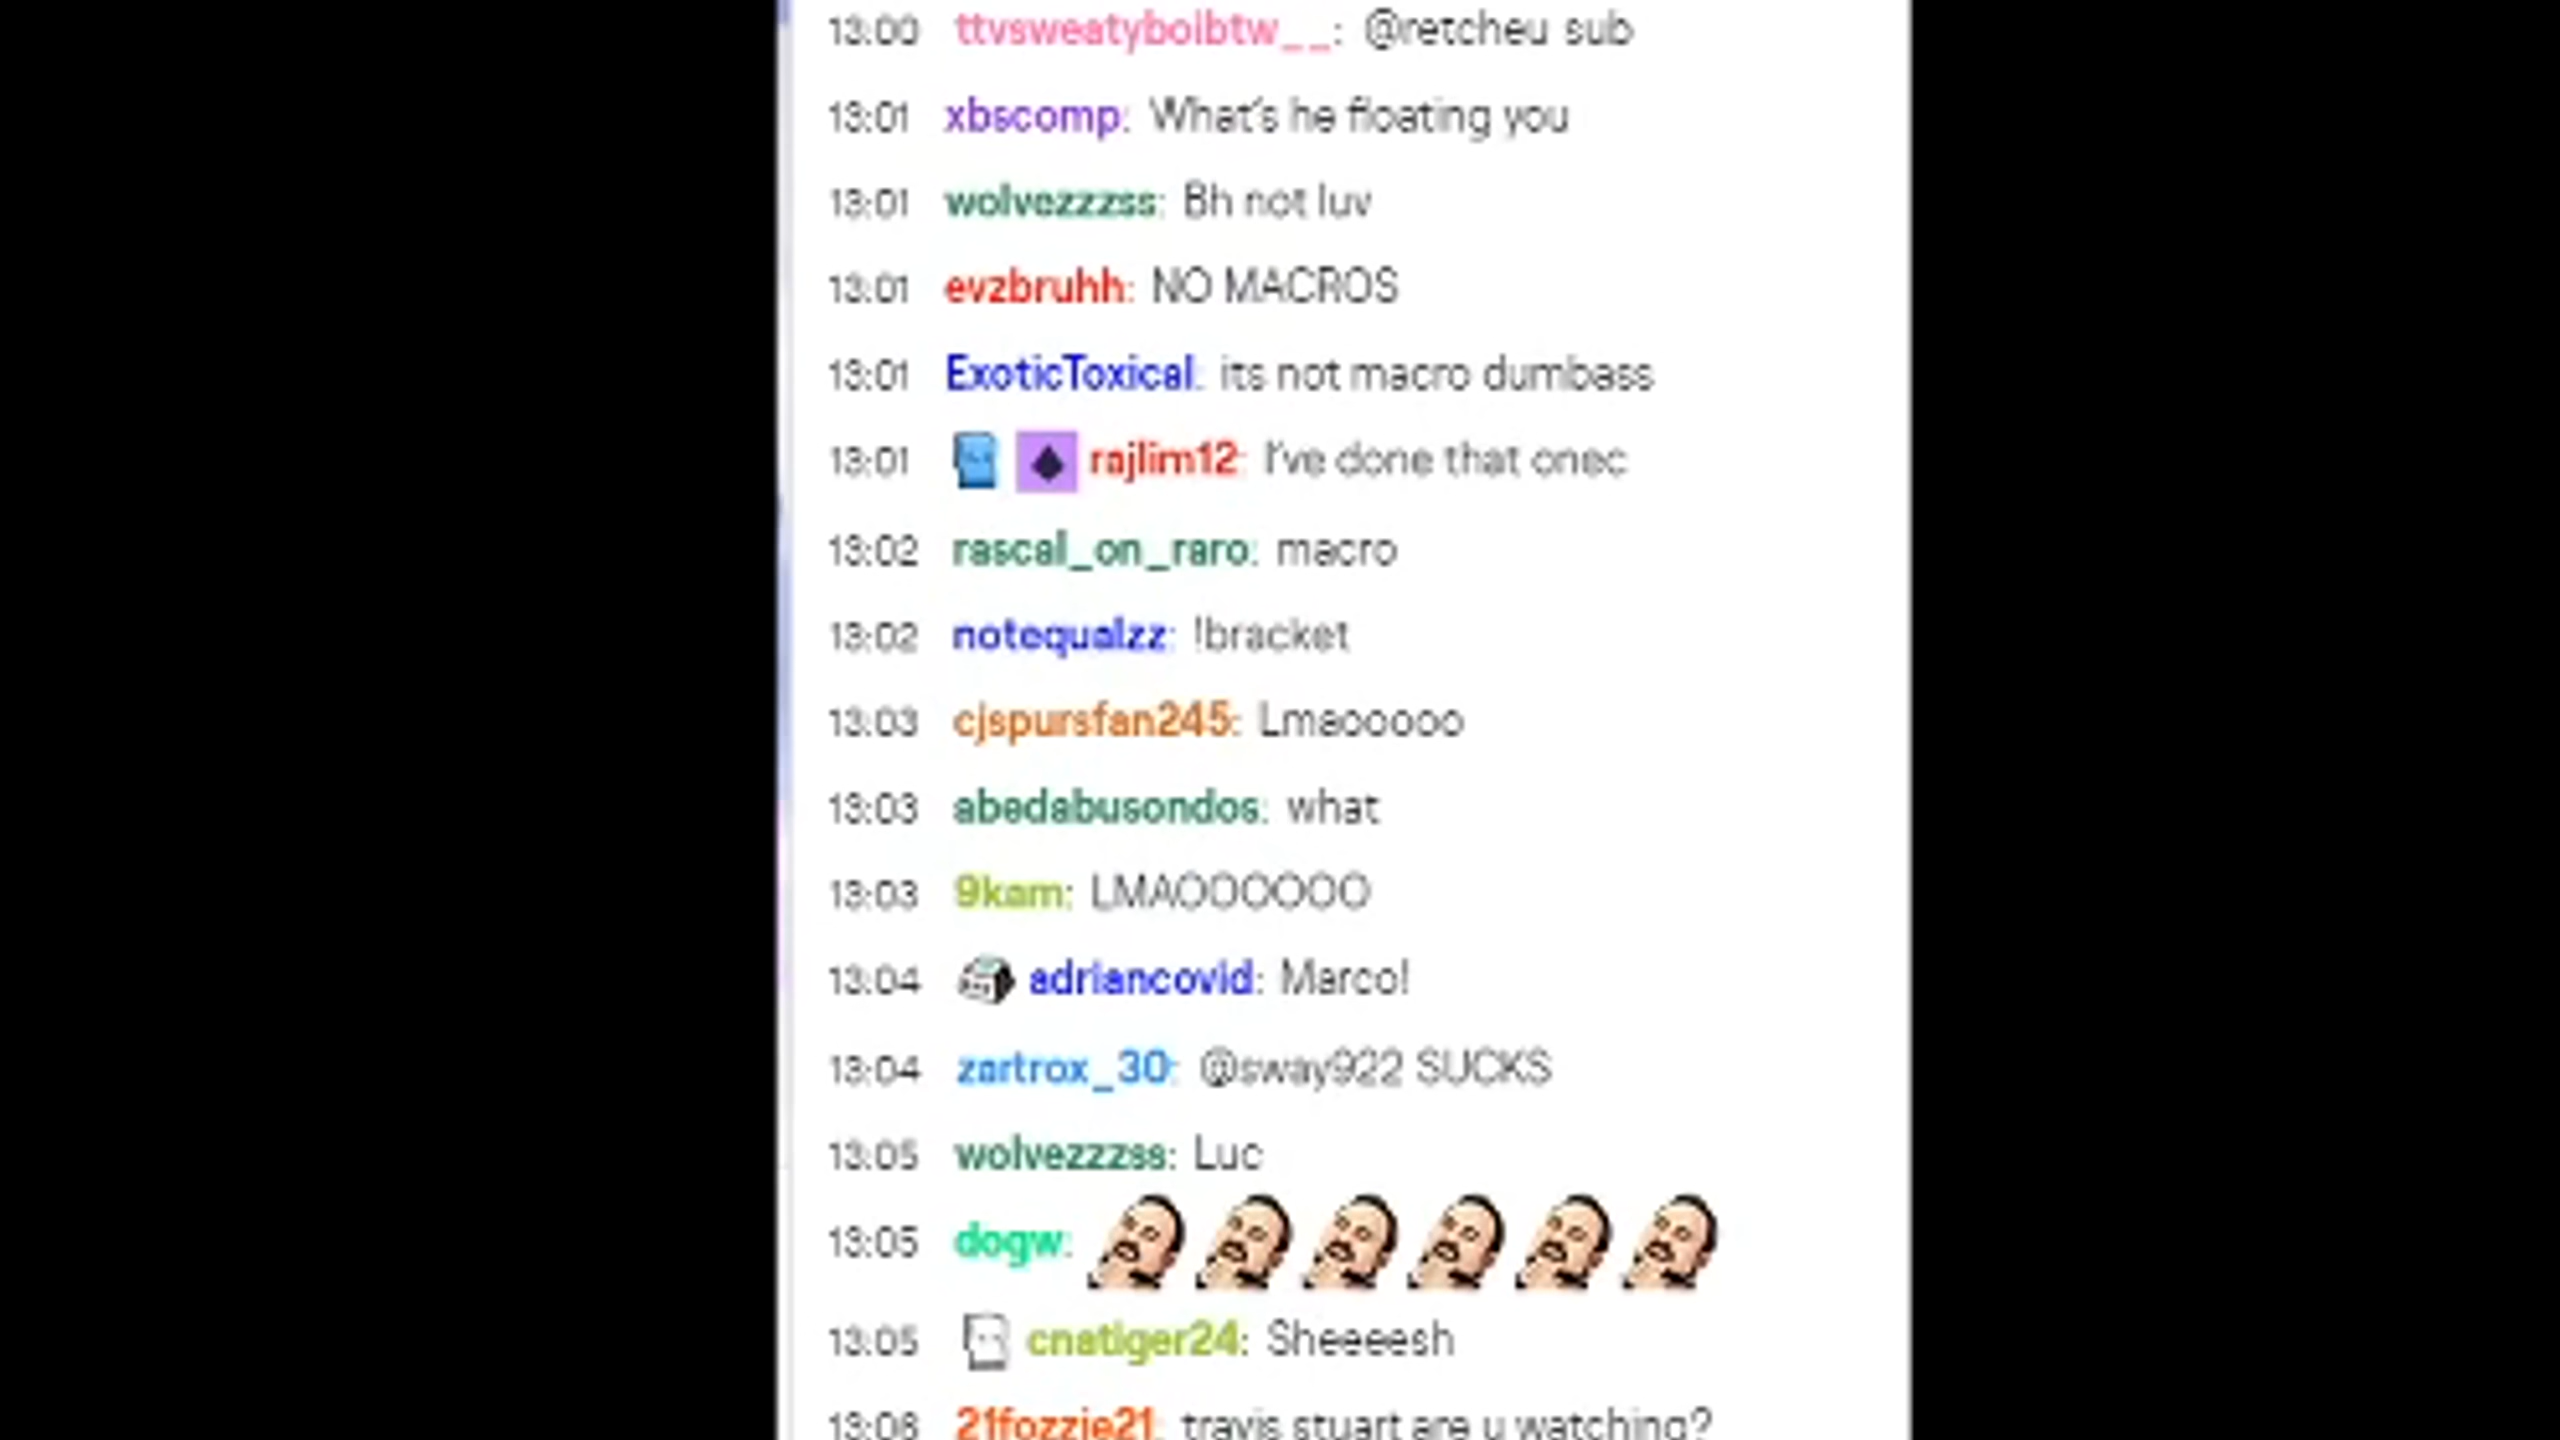 13:00 ttvsweatyboibtw__: @retcheu sub
13:01 xbscomp: What's he floating you
13:01 wolvezzzss: Bh not luv
13:01 evzbruhh: NO MACROS
13:01 ExoticToxical: its not macro dumbass
13:01 rajlim12: I've done that onec
13:02 rascal_on_raro: macro
13:02 notequalzz: !bracket
13:03 cjspursfan245: Lmaooooo
13:03 abedabusondos: what
13:03 9kam: LMAOOOOOO
13:04 adriancovid: Marco!
13:04 zartrox_30: @sway922 SUCKS
13:05 wolvezzzss: Luc
13:05 dogw:
13:05 cnatiger24: Sheeeesh
13:06 21fozzie21: travis stuart are u watching?